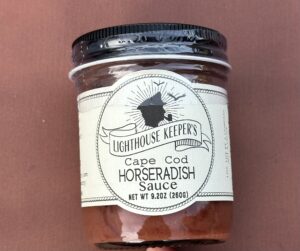 LIGHTHOUSE KEEPER'S
Cape Cod
HORSERADISH
Sauce
NET WT 9.2OZ (260G)